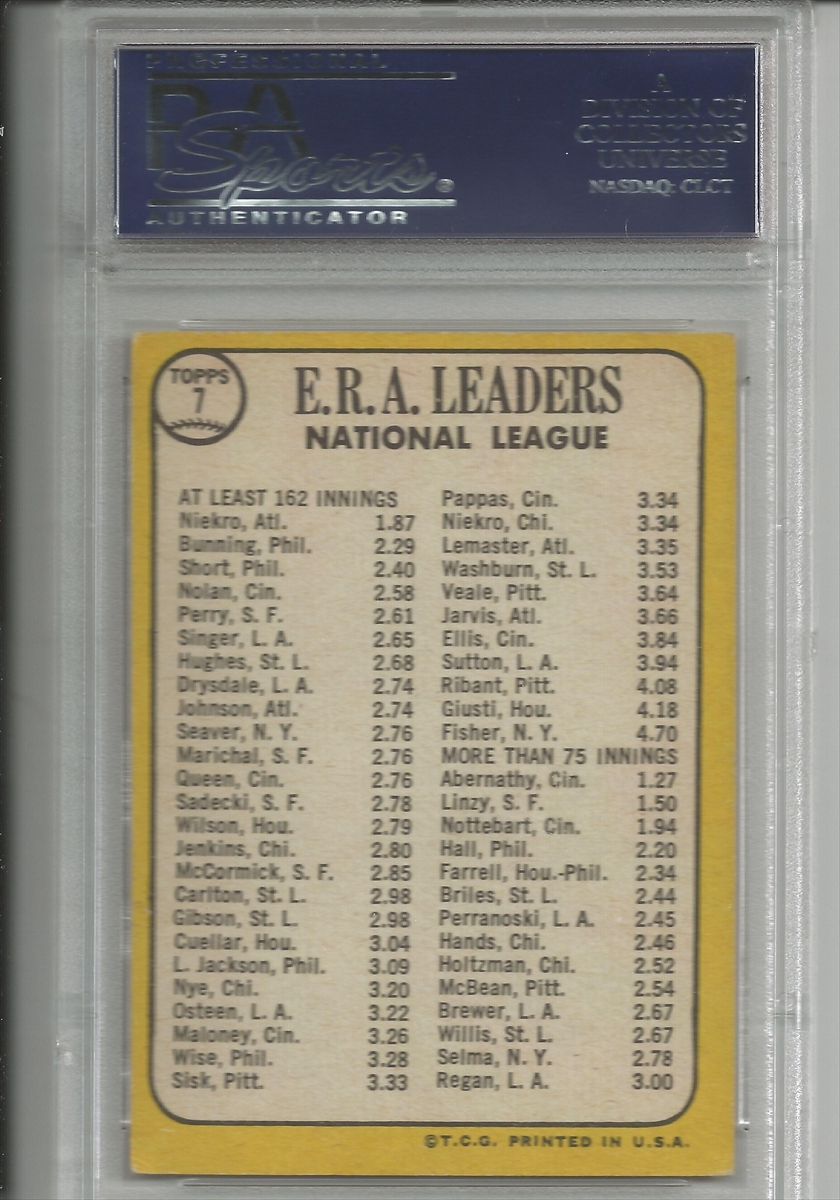 PROFESSIONAL
PSA
Sports®
AUTHENTICATOR
A
DIVISION OF
COLLECTORS
UNIVERSE
NASDAQ: CLCT
TOPPS
7
E.R.A. LEADERS
NATIONAL LEAGUE
AT LEAST 162 INNINGS
Niekro, Atl. 1.87
Bunning, Phil. 2.29
Short, Phil. 2.40
Nolan, Cin. 2.58
Perry, S. F. 2.61
Singer, L. A. 2.65
Hughes, St. L. 2.68
Drysdale, L. A. 2.74
Johnson, Atl. 2.74
Seaver, N. Y. 2.76
Marichal, S. F. 2.76
Queen, Cin. 2.76
Sadecki, S. F. 2.78
Wilson, Hou. 2.79
Jenkins, Chi. 2.80
McCormick, S. F. 2.85
Carlton, St. L. 2.98
Gibson, St. L. 2.98
Cuellar, Hou. 3.04
L. Jackson, Phil. 3.09
Nye, Chi. 3.20
Osteen, L. A. 3.22
Maloney, Cin. 3.26
Wise, Phil. 3.28
Sisk, Pitt. 3.33
Pappas, Cin. 3.34
Niekro, Chi. 3.34
Lemaster, Atl. 3.35
Washburn, St. L. 3.53
Veale, Pitt. 3.64
Jarvis, Atl. 3.66
Ellis, Cin. 3.84
Sutton, L. A. 3.94
Ribant, Pitt. 4.08
Giusti, Hou. 4.18
Fisher, N. Y. 4.70
MORE THAN 75 INNINGS
Abernathy, Cin. 1.27
Linzy, S. F. 1.50
Nottebart, Cin. 1.94
Hall, Phil. 2.20
Farrell, Hou.-Phil. 2.34
Briles, St. L. 2.44
Perranoski, L. A. 2.45
Hands, Chi. 2.46
Holtzman, Chi. 2.52
McBean, Pitt. 2.54
Brewer, L. A. 2.67
Willis, St. L. 2.67
Selma, N. Y. 2.78
Regan, L. A. 3.00
©T.C.G. PRINTED IN U.S.A.